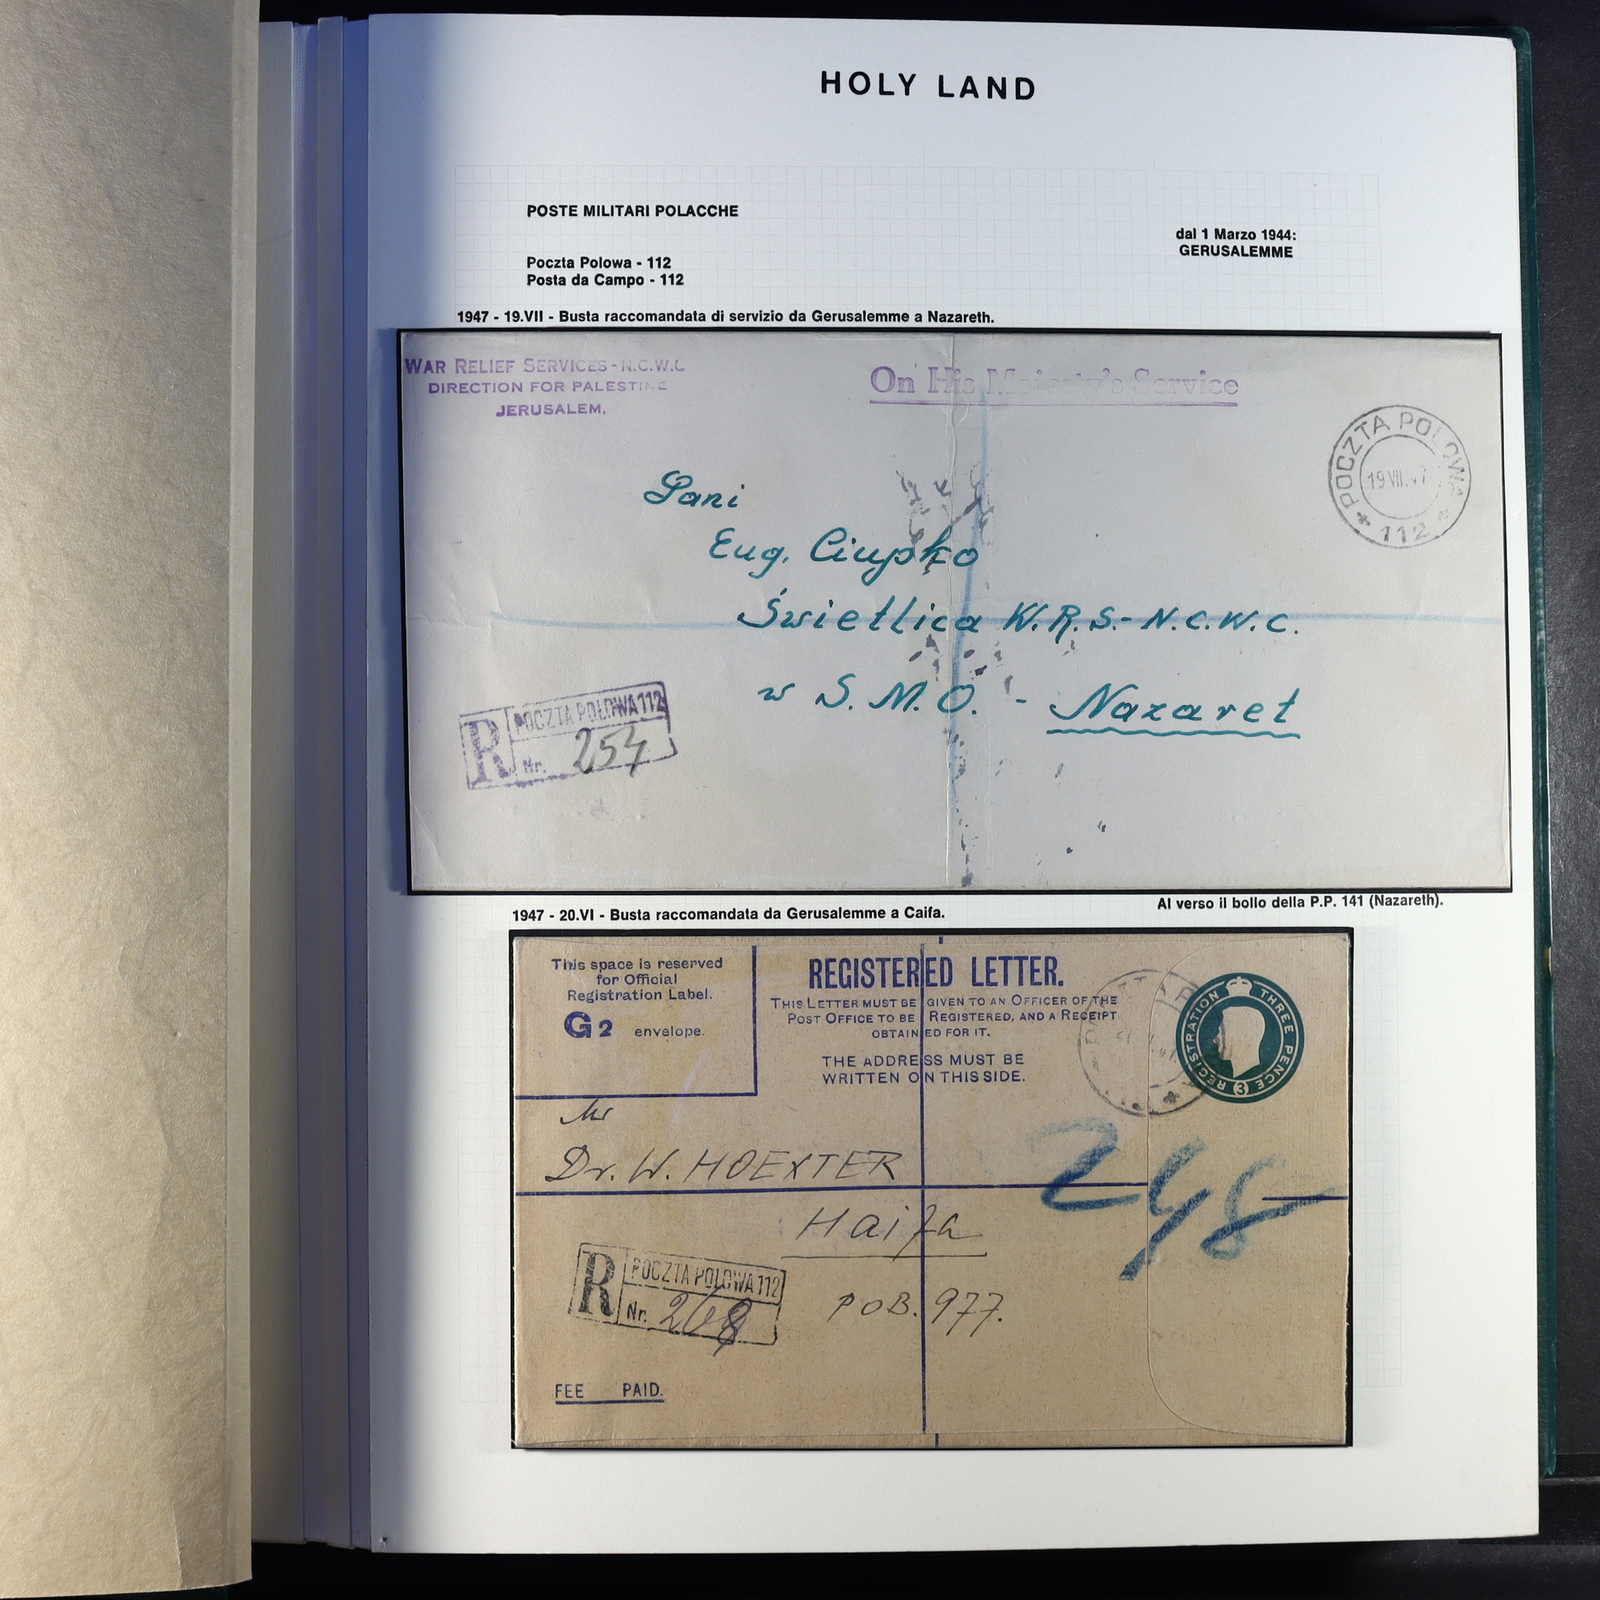 HOLY LAND
POSTE MILITARI POLACCHE
dal 1 Marzo 1944:
GERUSALEMME
Poczta Polowa - 112
Posta da Campo - 112
1947 - 19.VII - Busta raccomandata di servizio da Gerusalemme a Nazareth.
WAR RELIEF SERVICES - N.C.W.C
DIRECTION FOR PALESTINE
JERUSALEM.
On His Majesty's Service
POCZTA POLOWA
19 VII. 47
* 112 *
Pani
Eug. Ciupko
Świetlica W.R.S.- N.C.W.C.
w S.M.O. - Nazaret
R POCZTA POLOWA 112
Nr. 254
Al verso il bollo della P.P. 141 (Nazareth).
1947 - 20.VI - Busta raccomandata da Gerusalemme a Caifa.
This space is reserved
for Official
Registration Label.
G2 envelope.
REGISTERED LETTER.
THIS LETTER MUST BE GIVEN TO AN OFFICER OF THE
POST OFFICE TO BE REGISTERED, AND A RECEIPT
OBTAINED FOR IT.
THE ADDRESS MUST BE
WRITTEN ON THIS SIDE.
REGISTRATION THREE PENCE
3
Dr. W. HOEXTER
248
Haifa
R POCZTA POLOWA 112
Nr.
POB. 977.
FEE PAID.